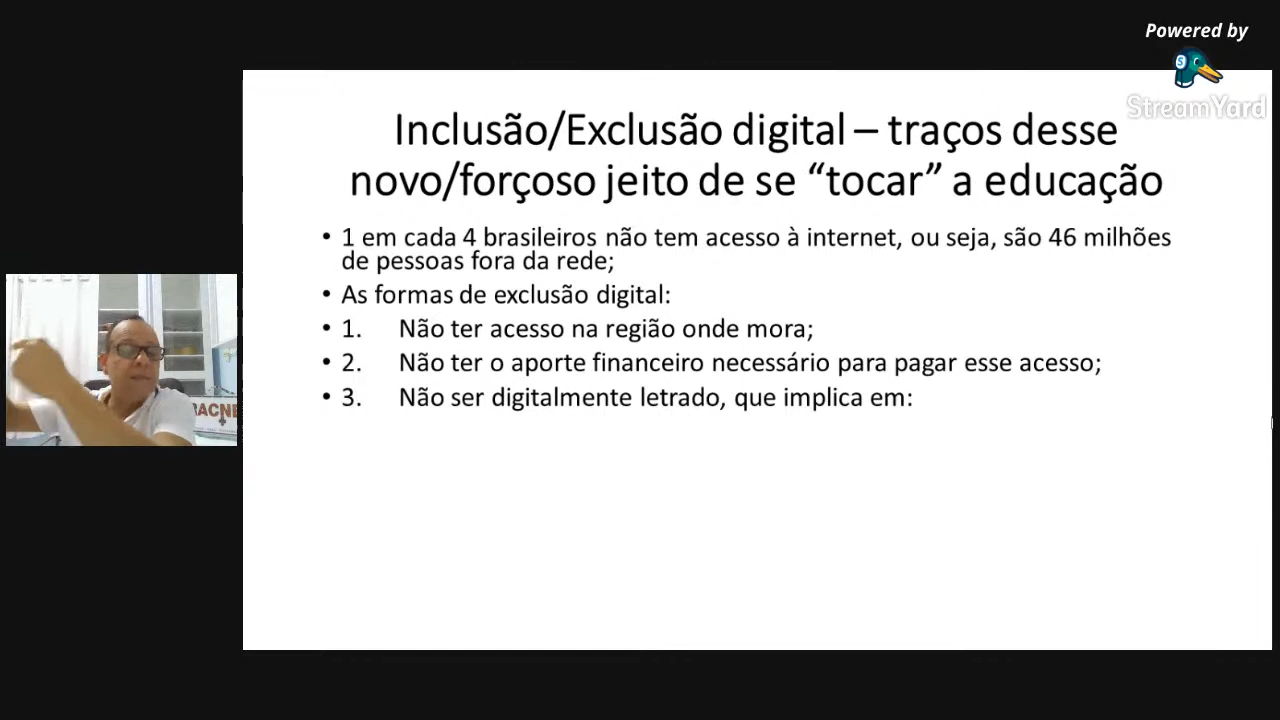 Powered by
StreamYard
Inclusão/Exclusão digital – traços desse
novo/forçoso jeito de se “tocar” a educação
• 1 em cada 4 brasileiros não tem acesso à internet, ou seja, são 46 milhões
de pessoas fora da rede;
• As formas de exclusão digital:
• 1. Não ter acesso na região onde mora;
• 2. Não ter o aporte financeiro necessário para pagar esse acesso;
• 3. Não ser digitalmente letrado, que implica em: